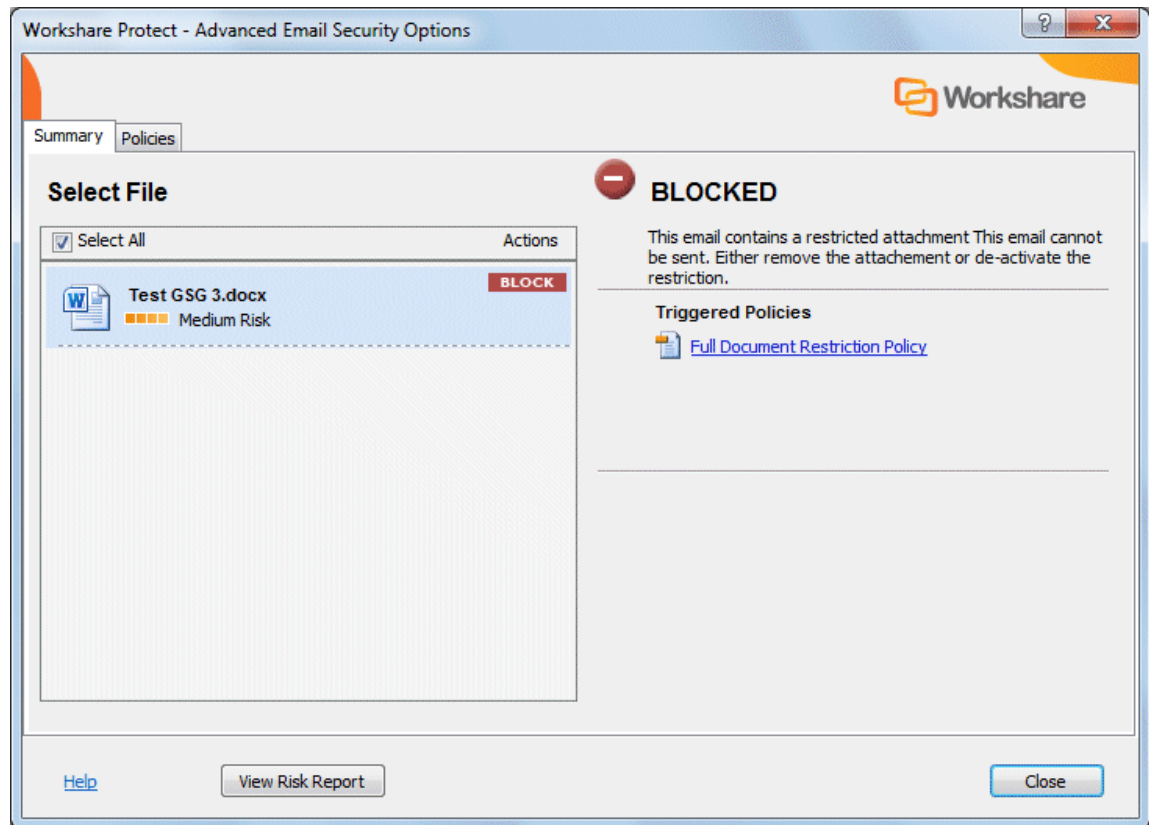 Workshare Protect - Advanced Email Security Options
Workshare
Summary
Policies
Select File
Select All
Actions
Test GSG 3.docx
BLOCK
Medium Risk
BLOCKED
This email contains a restricted attachment This email cannot
be sent. Either remove the attachement or de-activate the
restriction.
Triggered Policies
Full Document Restriction Policy
Help
View Risk Report
Close